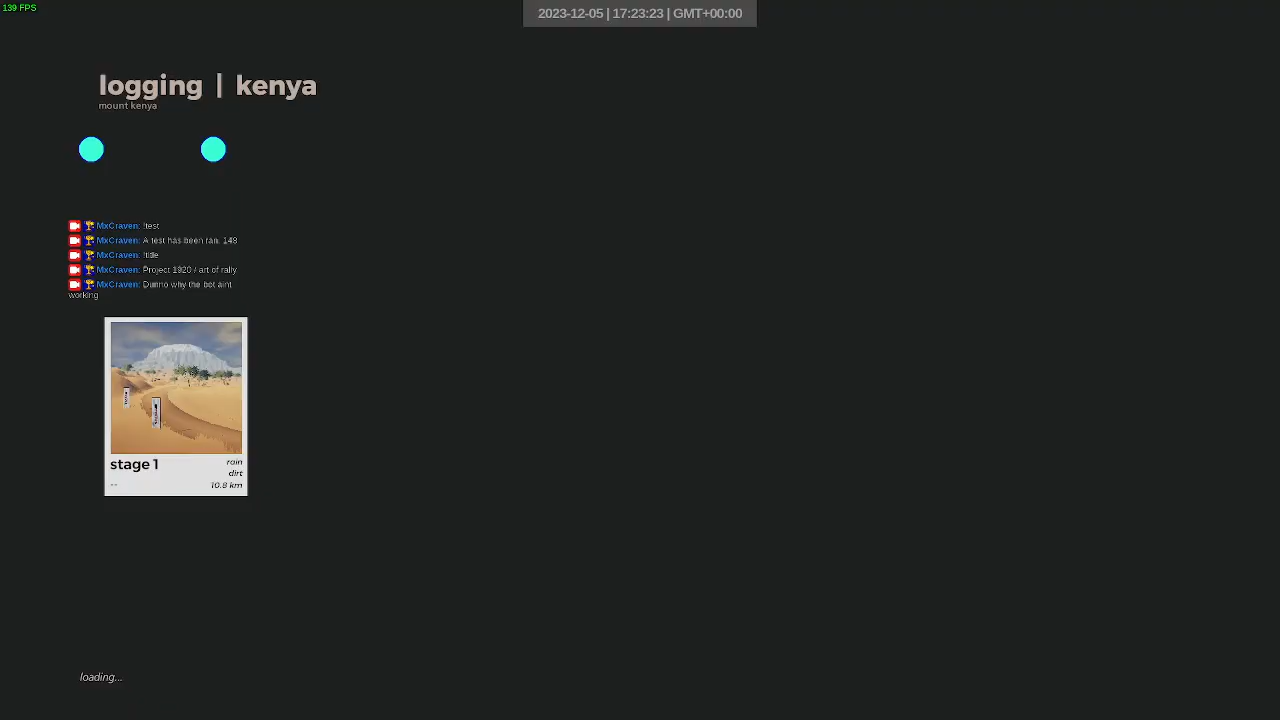 139 FPS
2023-12-05 | 17:23:23 | GMT+00:00
logging | kenya
mount kenya
MxCraven: !test
MxCraven: A test has been ran. 148
MxCraven: !title
MxCraven: Project 1920 / art of rally
MxCraven: Dunno why the bot aint
working
stage 1
rain
dirt
--
10.8 km
loading...